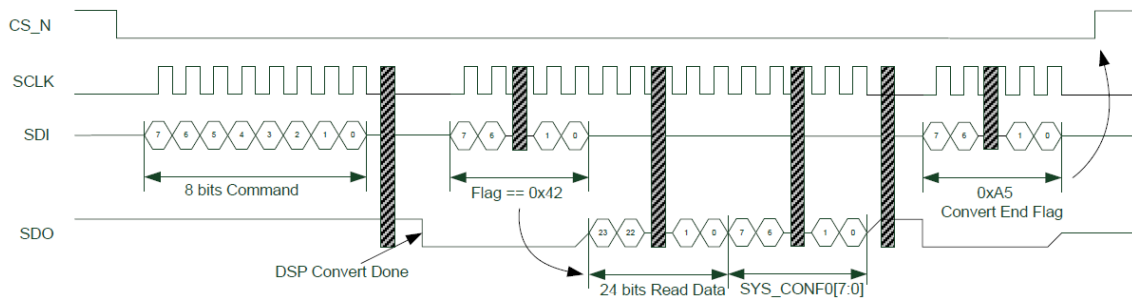 CS_N
SCLK
SDI
7 6 5 4 3 2 1 0 7 6 1 0 7 6 1 0
8 bits Command Flag == 0x42 0xA5
Convert End Flag
SDO
23 22 1 0 7 6 1 0
DSP Convert Done
24 bits Read Data SYS_CONF0[7:0]